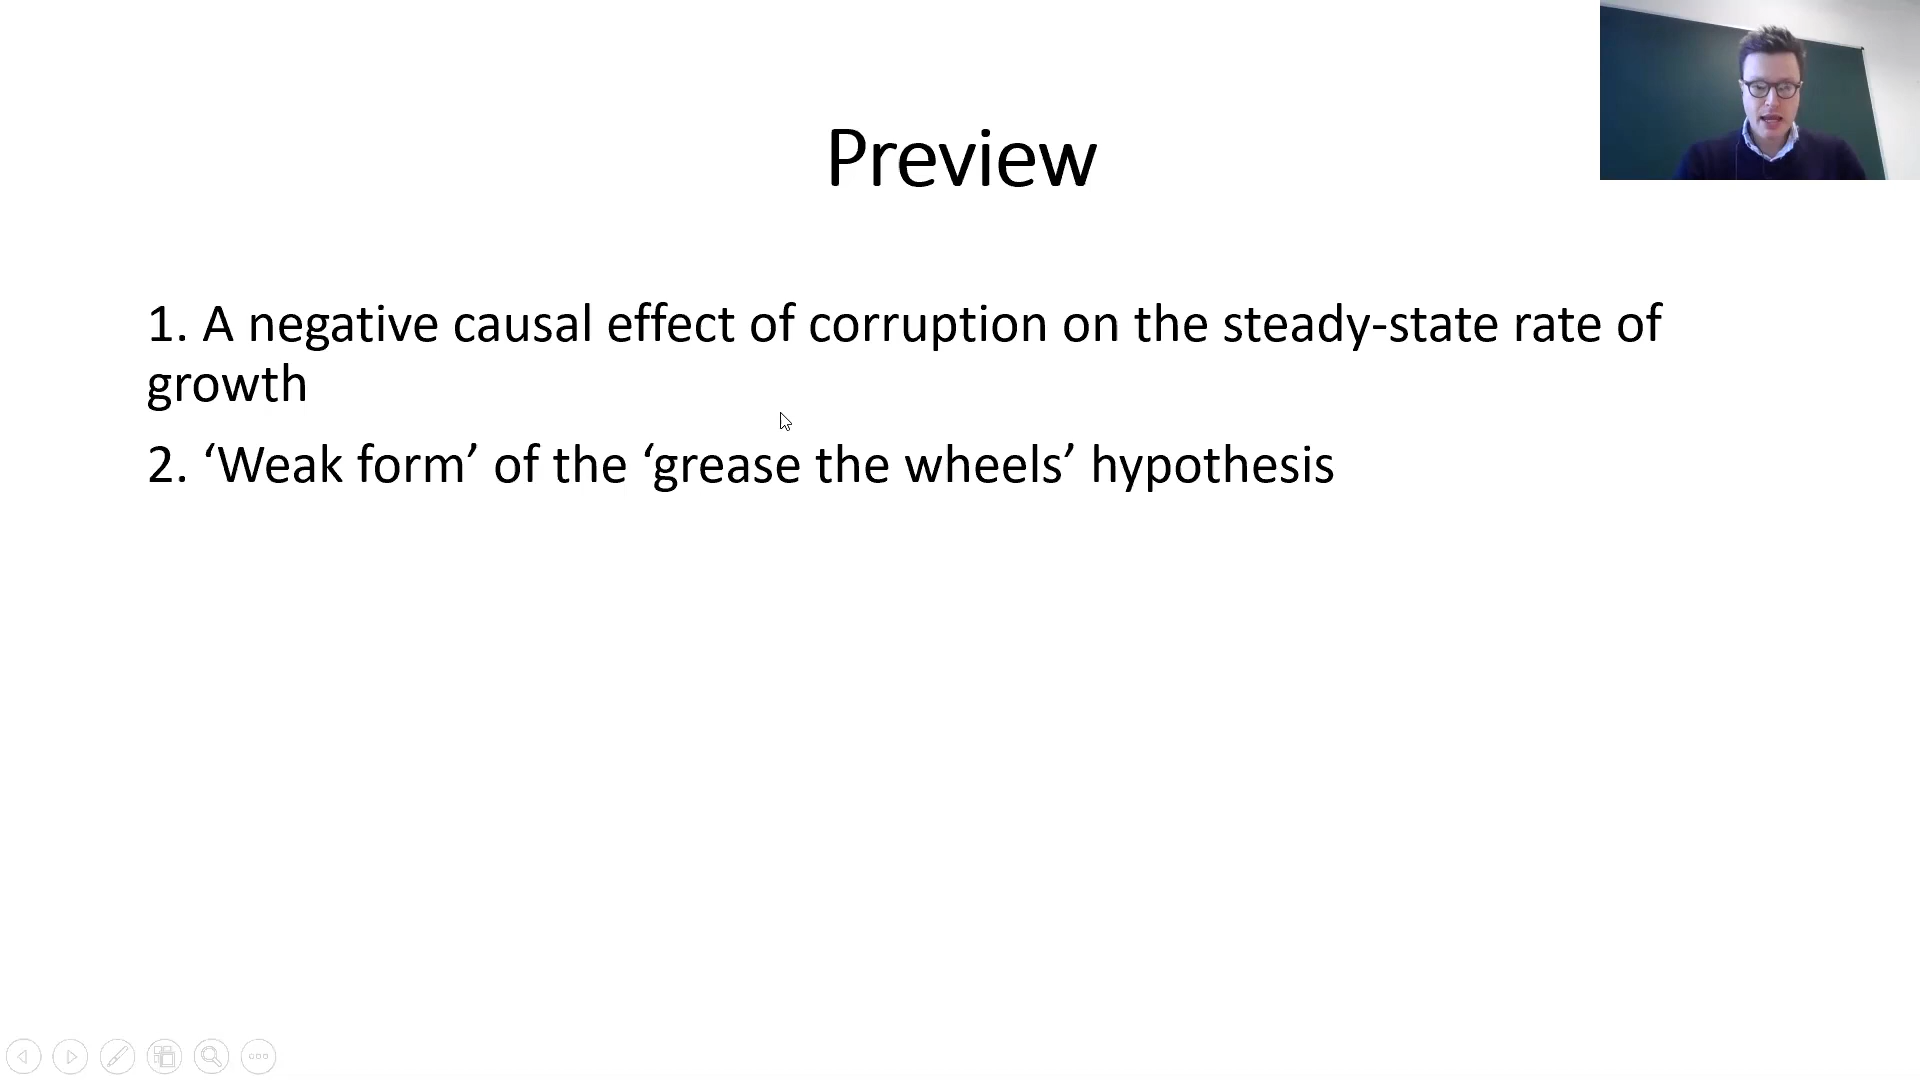 Preview
1. A negative causal effect of corruption on the steady-state rate of
growth
2. ‘Weak form’ of the ‘grease the wheels’ hypothesis